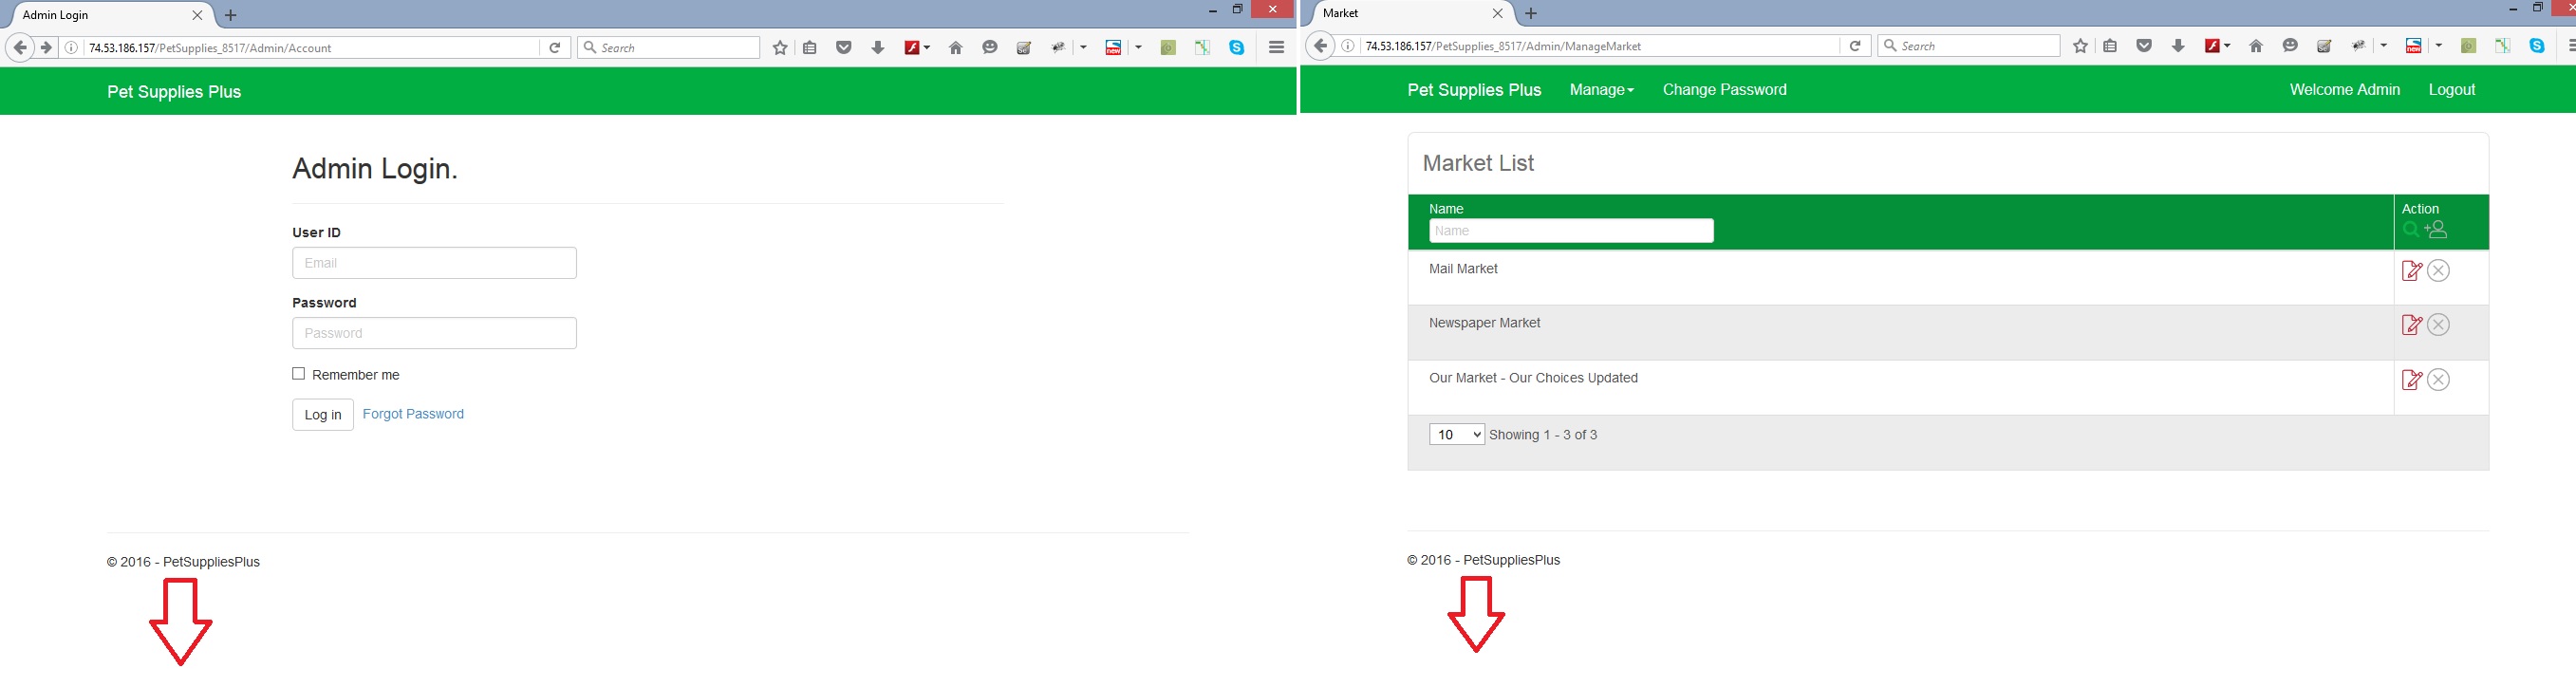 Admin Login
74.53.186.157/PetSupplies_8517/Admin/Account
Search
new
Pet Supplies Plus
Admin Login.
User ID
Email
Password
Password
Remember me
Log in Forgot Password
© 2016 - PetSuppliesPlus
Market
74.53.186.157/PetSupplies_8517/Admin/ManageMarket
Search
new
Pet Supplies Plus Manage Change Password Welcome Admin Logout
Market List
Name Action
Name
Mail Market
Newspaper Market
Our Market - Our Choices Updated
10 Showing 1 - 3 of 3
© 2016 - PetSuppliesPlus